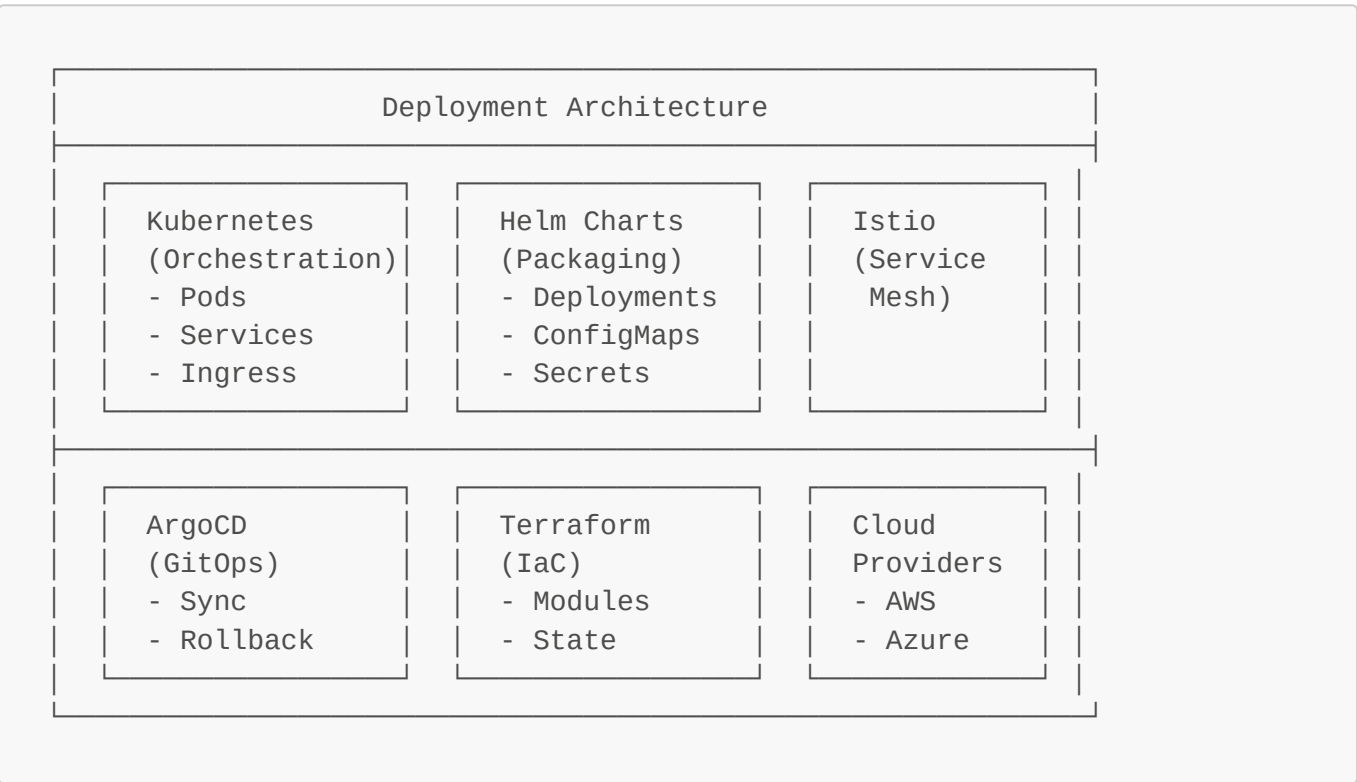 Deployment Architecture
Kubernetes
(Orchestration)
- Pods
- Services
- Ingress
Helm Charts
(Packaging)
- Deployments
- ConfigMaps
- Secrets
Istio
(Service
Mesh)
ArgoCD
(GitOps)
- Sync
- Rollback
Terraform
(IaC)
- Modules
- State
Cloud
Providers
- AWS
- Azure